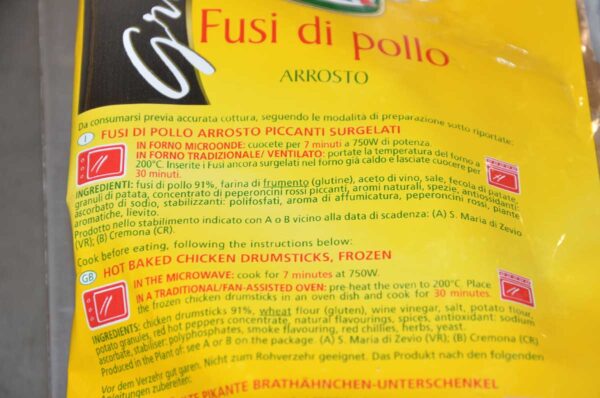 Gr
Fusi di pollo
ARROSTO
Da consumarsi previa accurata cottura, seguendo le modalità di preparazione sotto riportate:
I FUSI DI POLLO ARROSTO PICCANTI SURGELATI
IN FORNO MICROONDE: cuocete per 7 minuti a 750W di potenza.
IN FORNO TRADIZIONALE/ VENTILATO: portate la temperatura del forno a
200°C. Inserite i Fusi ancora surgelati nel forno già caldo e lasciate cuocere per
30 minuti.
INGREDIENTI: fusi di pollo 91%, farina di frumento (glutine), aceto di vino, sale, fecola di patate,
granuli di patata, concentrato di peperoncini rossi piccanti, aromi naturali, spezie, antiossidanti:
ascorbato di sodio, stabilizzanti: polifosfati, aroma di affumicatura, peperoncini rossi, piante
aromatiche, lievito.
Prodotto nello stabilimento indicato con A o B vicino alla data di scadenza: (A) S. Maria di Zevio
(VR); (B) Cremona (CR).
Cook before eating, following the instructions below:
GB HOT BAKED CHICKEN DRUMSTICKS, FROZEN
IN THE MICROWAVE: cook for 7 minutes at 750W.
IN A TRADITIONAL/FAN-ASSISTED OVEN: pre-heat the oven to 200°C. Place
the frozen chicken drumsticks in an oven dish and cook for 30 minutes.
INGREDIENTS: chicken drumsticks 91%, wheat flour (gluten), wine vinegar, salt, potato flour,
potato granules, red hot peppers concentrate, natural flavourings, spices, antioxidant: sodium
ascorbate, stabiliser: polyphosphates, smoke flavouring, red chillies, herbs, yeast.
Produced in the Plant of: see A or B on the package. (A) S. Maria di Zevio (VR); (B) Cremona (CR)
Vor dem Verzehr gut garen. Nicht zum Rohverzehr geeignet. Das Produkt nach den folgenden
Anleitungen zubereiten:
PIKANTE BRATHÄHNCHEN-UNTERSCHENKEL